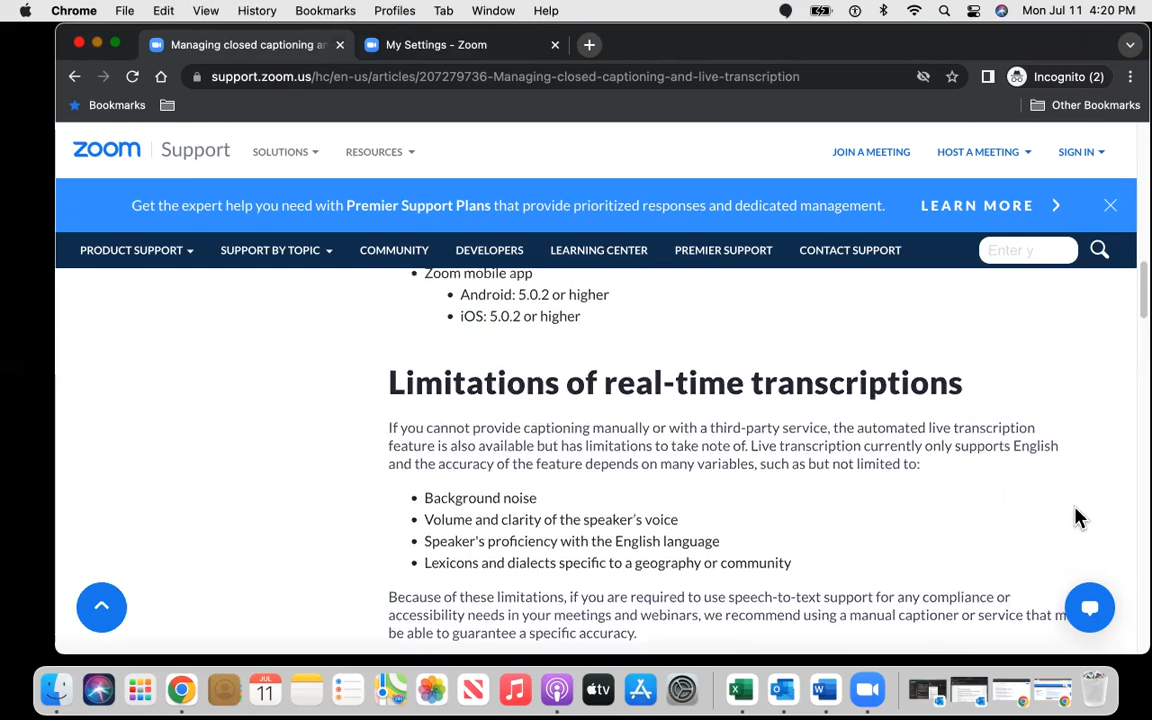 Chrome File Edit View History Bookmarks Profiles Tab Window Help Mon Jul 11 4:20 PM
Managing closed captioning an My Settings - Zoom
support.zoom.us/hc/en-us/articles/207279736-Managing-closed-captioning-and-live-transcription Incognito (2)
Bookmarks Other Bookmarks
zoom Support SOLUTIONS RESOURCES JOIN A MEETING HOST A MEETING SIGN IN
Get the expert help you need with Premier Support Plans that provide prioritized responses and dedicated management. LEARN MORE
PRODUCT SUPPORT SUPPORT BY TOPIC COMMUNITY DEVELOPERS LEARNING CENTER PREMIER SUPPORT CONTACT SUPPORT Enter y
• Zoom mobile app
• Android: 5.0.2 or higher
• iOS: 5.0.2 or higher
Limitations of real-time transcriptions
If you cannot provide captioning manually or with a third-party service, the automated live transcription
feature is also available but has limitations to take note of. Live transcription currently only supports English
and the accuracy of the feature depends on many variables, such as but not limited to:
• Background noise
• Volume and clarity of the speaker's voice
• Speaker's proficiency with the English language
• Lexicons and dialects specific to a geography or community
Because of these limitations, if you are required to use speech-to-text support for any compliance or
accessibility needs in your meetings and webinars, we recommend using a manual captioner or service that m
be able to guarantee a specific accuracy.
JUL
11
tv